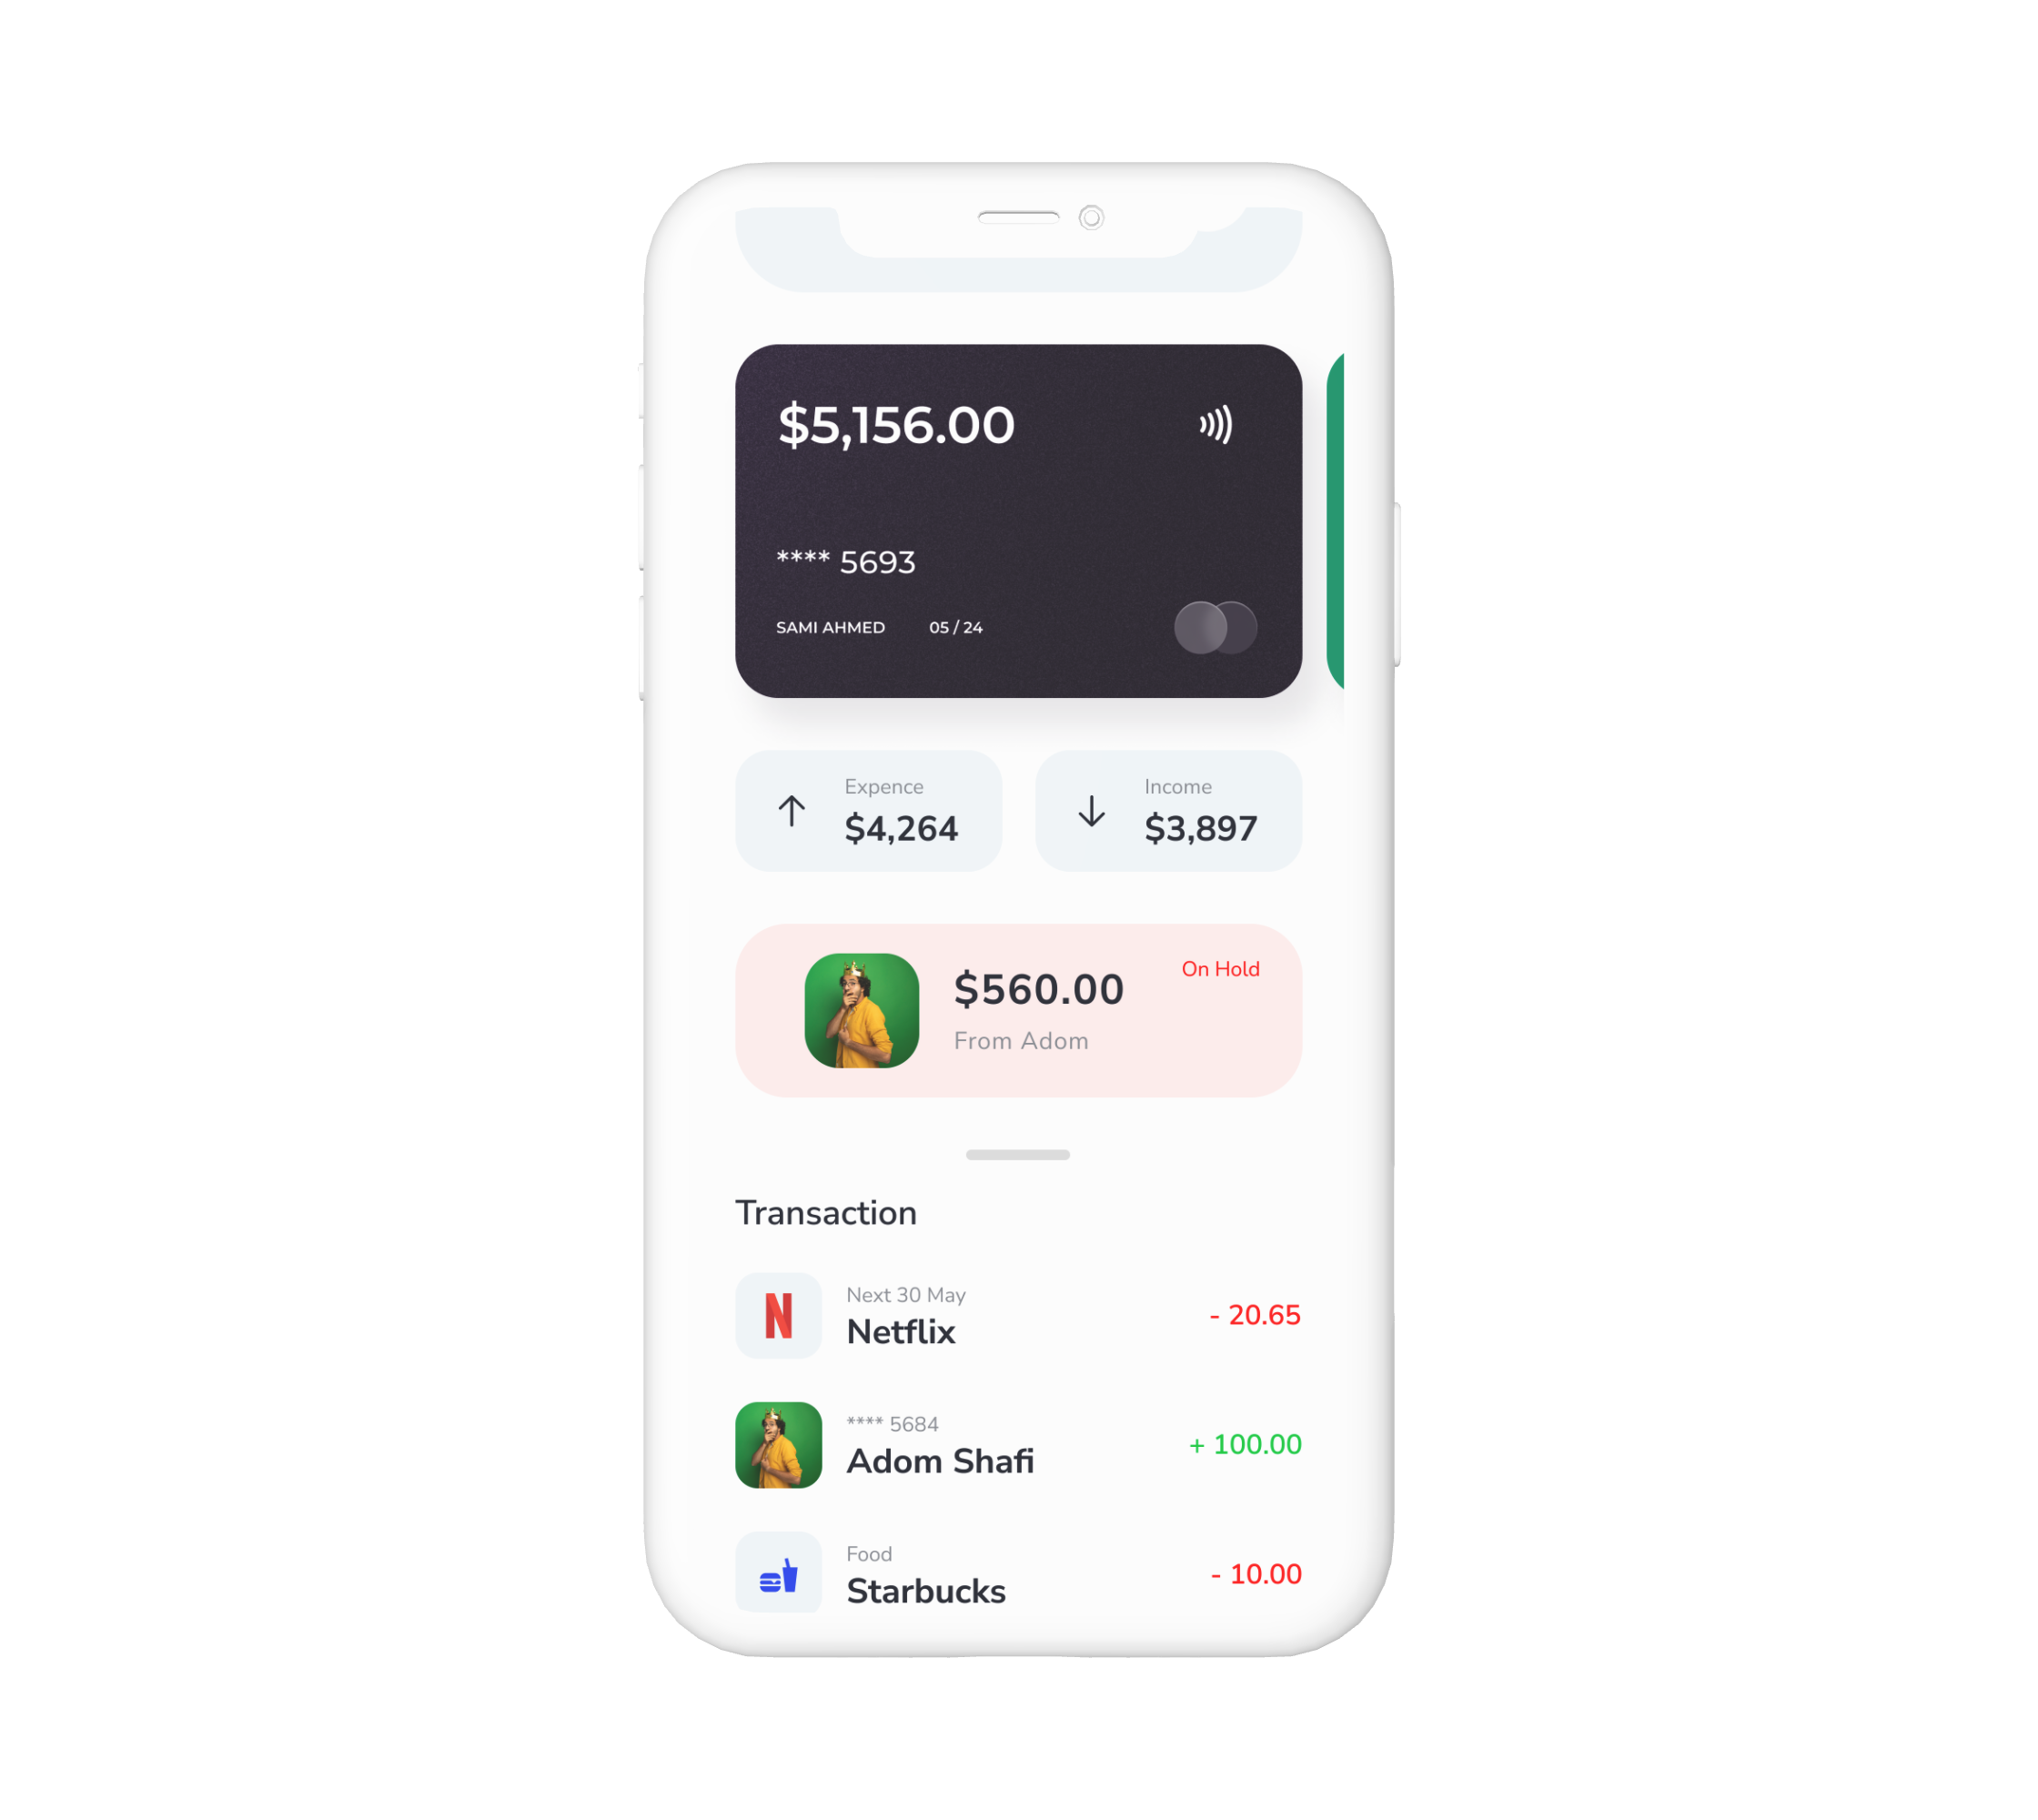 $5,156.00
**** 5693
SAMI AHMED 05 / 24
Expence
$4,264
Income
$3,897
On Hold
$560.00
From Adom
Transaction
Next 30 May
Netflix
- 20.65
**** 5684
Adom Shafi
+ 100.00
Food
Starbucks
- 10.00